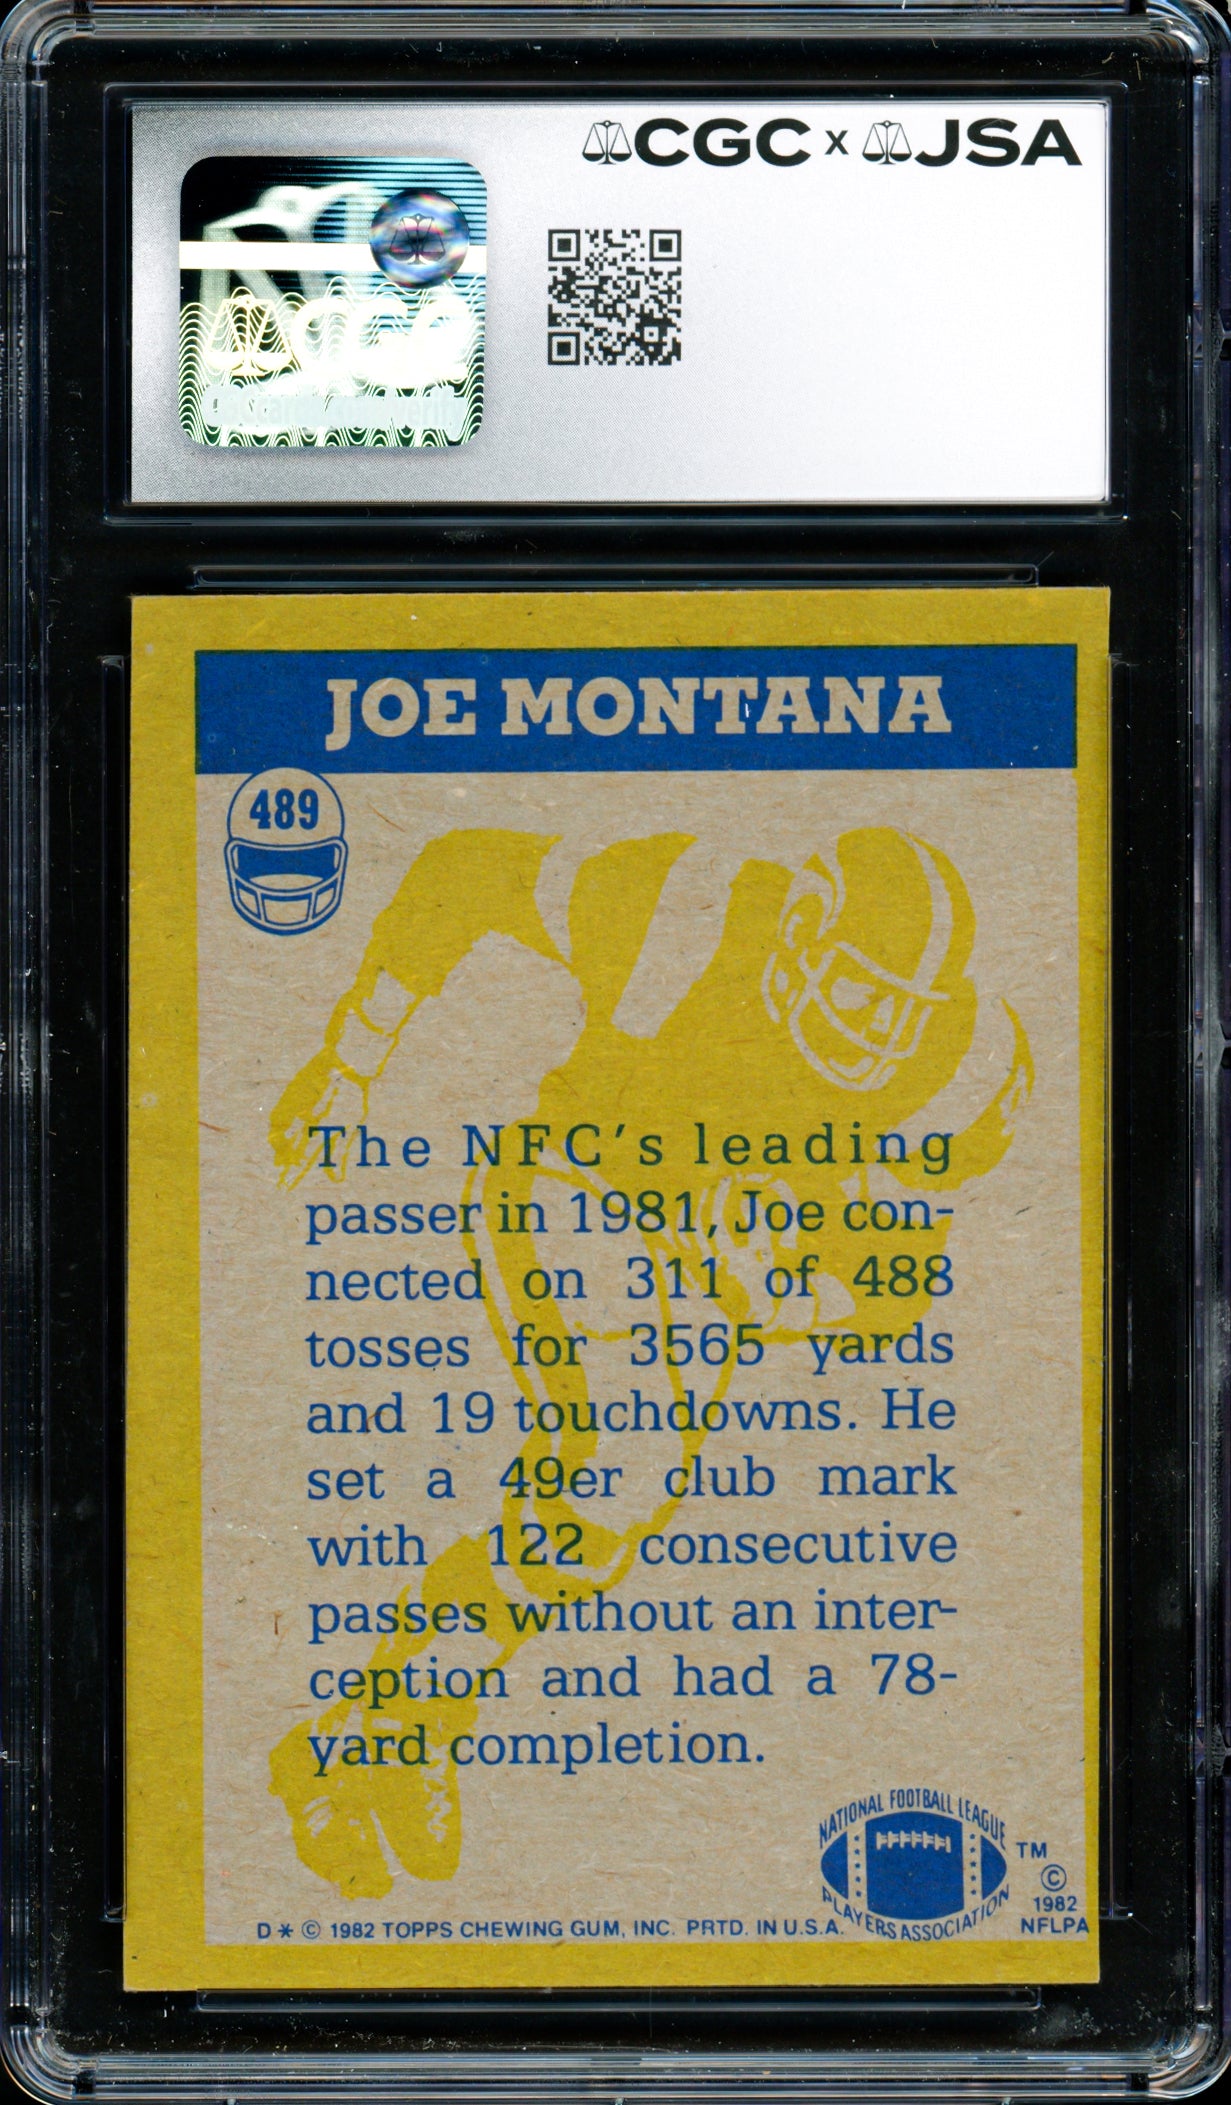 CGC x JSA
CGC
JOE MONTANA
489
The NFC's leading
passer in 1981, Joe con-
nected on 311 of 488
tosses for 3565 yards
and 19 touchdowns. He
set a 49er club mark
with 122 consecutive
passes without an inter-
ception and had a 78-
yard completion.
NATIONAL FOOTBALL LEAGUE
PLAYERS ASSOCIATION
TM
©
1982
NFLPA
D * © 1982 TOPPS CHEWING GUM, INC. PRTD. IN U.S.A.